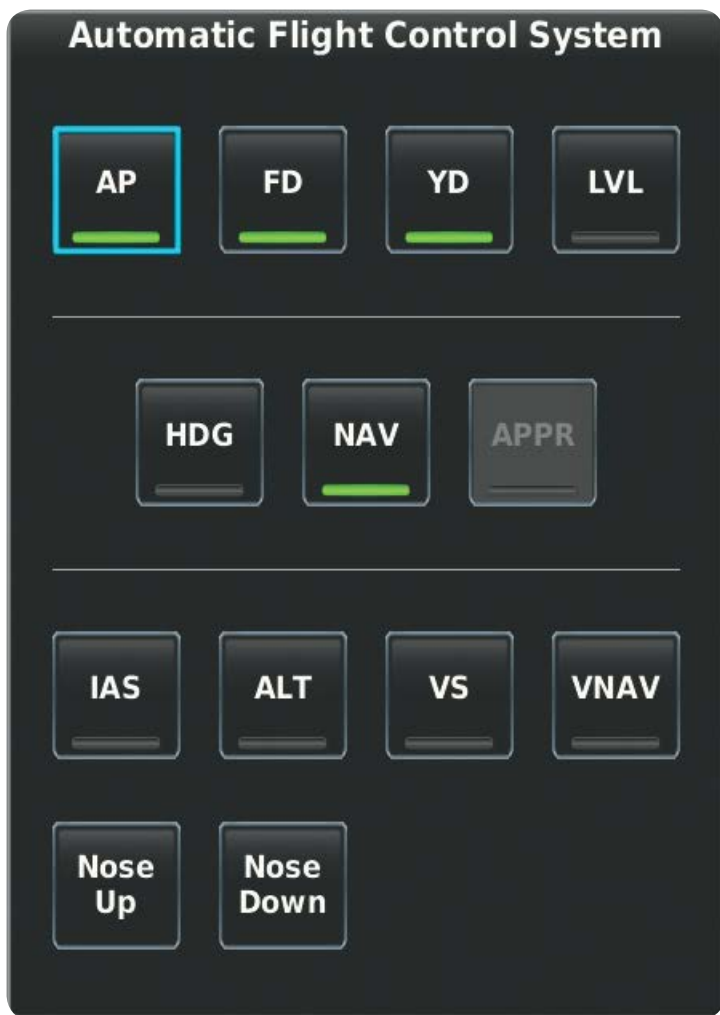 Automatic Flight Control System
AP
FD
YD
LVL
HDG
NAV
APPR
IAS
ALT
VS
VNAV
Nose
Up
Nose
Down